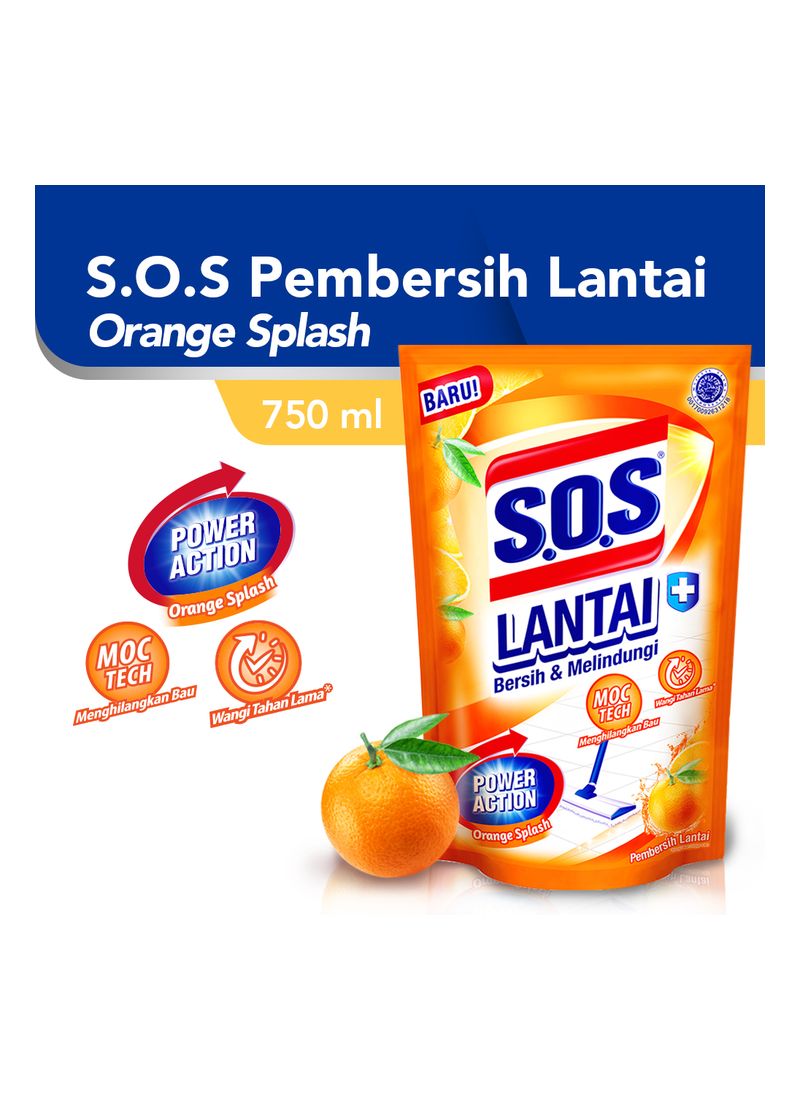 S.O.S Pembersih Lantai
Orange Splash
750 ml
BARU!
00170092631218
S.O.S®
LANTAI
Bersih & Melindungi
POWER
ACTION
Orange Splash
MOC
TECH
Menghilangkan Bau
Wangi Tahan Lama*
MOC
TECH
Menghilangkan Bau
Wangi Tahan Lama*
POWER
ACTION
Orange Splash
Pembersih Lantai